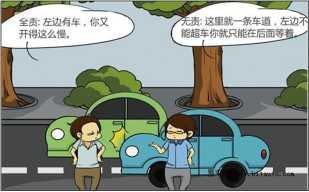 全责: 左边有车，你又
开得这么慢。
无责: 这里就一条车道，左边不
能超车你就只能在后面等着。